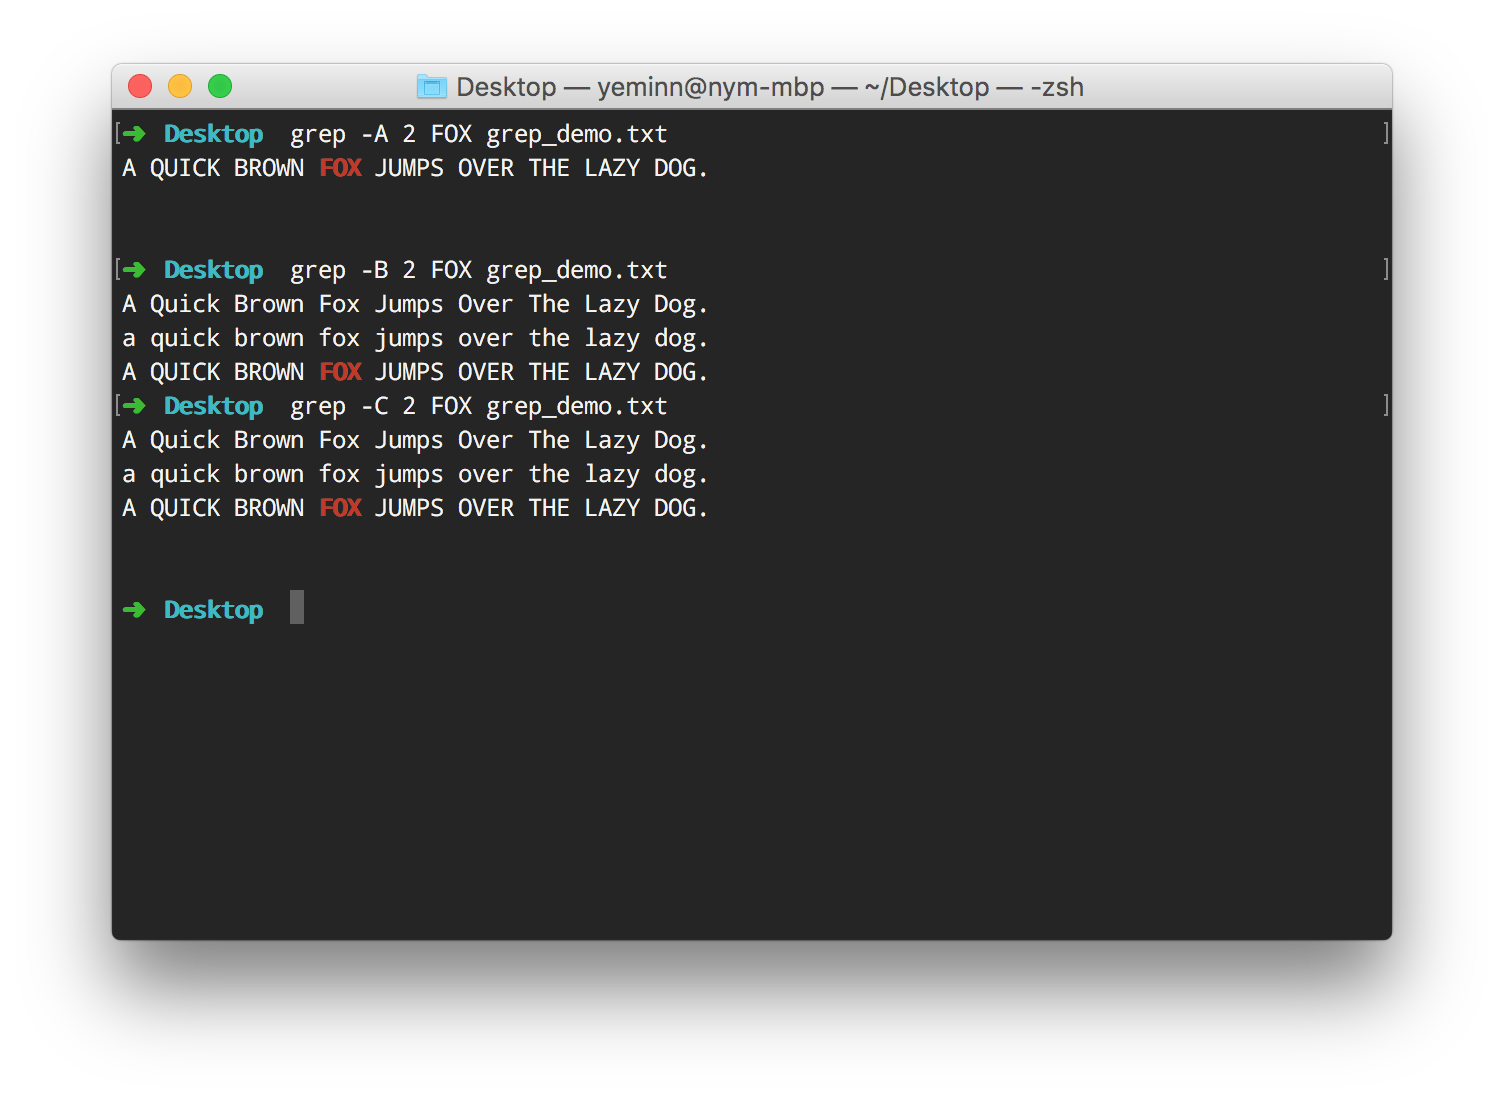 Desktop — yeminn@nym-mbp — ~/Desktop — -zsh
[➜ Desktop grep -A 2 FOX grep_demo.txt ]
A QUICK BROWN FOX JUMPS OVER THE LAZY DOG.
[➜ Desktop grep -B 2 FOX grep_demo.txt ]
A Quick Brown Fox Jumps Over The Lazy Dog.
a quick brown fox jumps over the lazy dog.
A QUICK BROWN FOX JUMPS OVER THE LAZY DOG.
[➜ Desktop grep -C 2 FOX grep_demo.txt ]
A Quick Brown Fox Jumps Over The Lazy Dog.
a quick brown fox jumps over the lazy dog.
A QUICK BROWN FOX JUMPS OVER THE LAZY DOG.
➜ Desktop